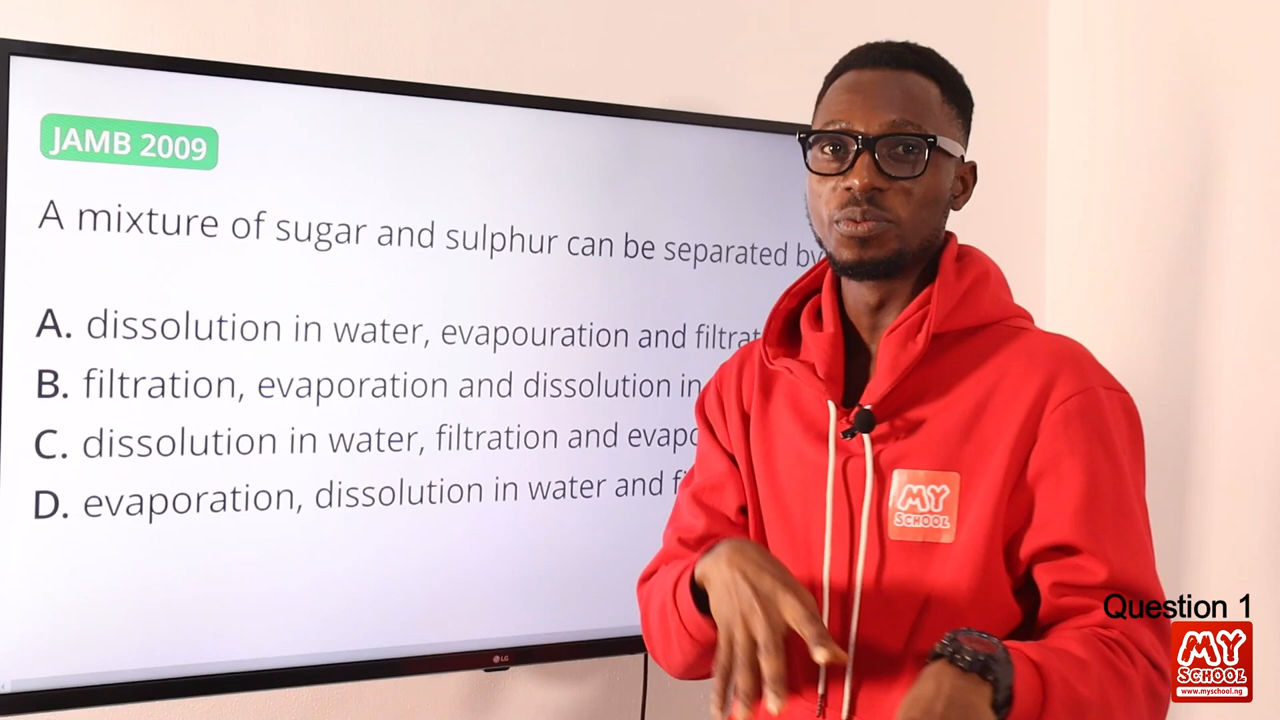 JAMB 2009
A mixture of sugar and sulphur can be separated by
A. dissolution in water, evapouration and
B. filtration, evaporation and dissolution in
C. dissolution in water, filtration and
D. evaporation, dissolution in water and
LG
MY
SCHOOL
Question 1
MY
SCHOOL
www.myschool.ng